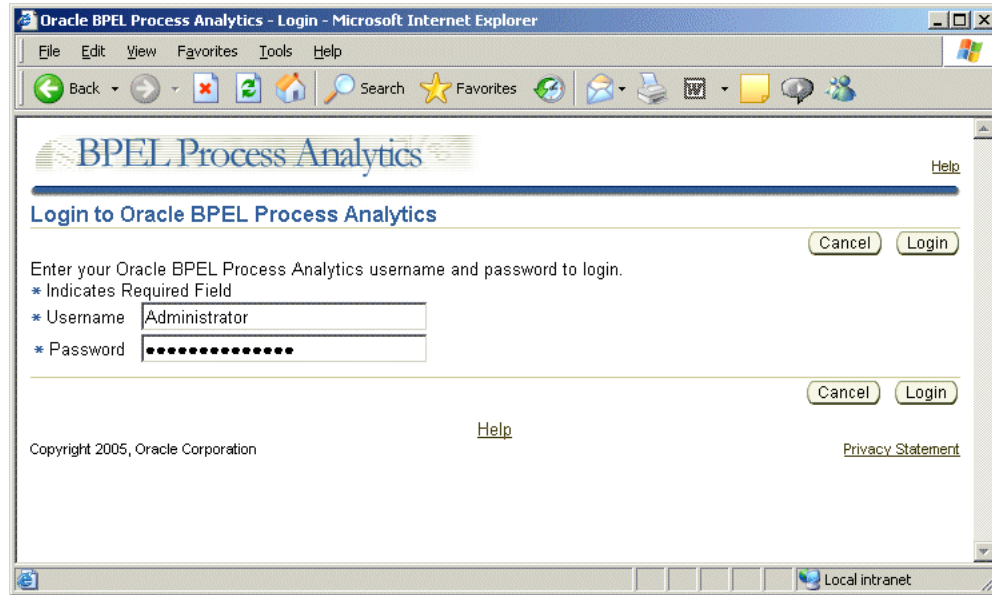 Oracle BPEL Process Analytics - Login - Microsoft Internet Explorer
File Edit View Favorites Tools Help
Back Search Favorites
BPEL Process Analytics
Help
Login to Oracle BPEL Process Analytics
Cancel Login
Enter your Oracle BPEL Process Analytics username and password to login.
* Indicates Required Field
* Username Administrator
* Password ••••••••••••••
Cancel Login
Help
Copyright 2005, Oracle Corporation Privacy Statement
Local intranet